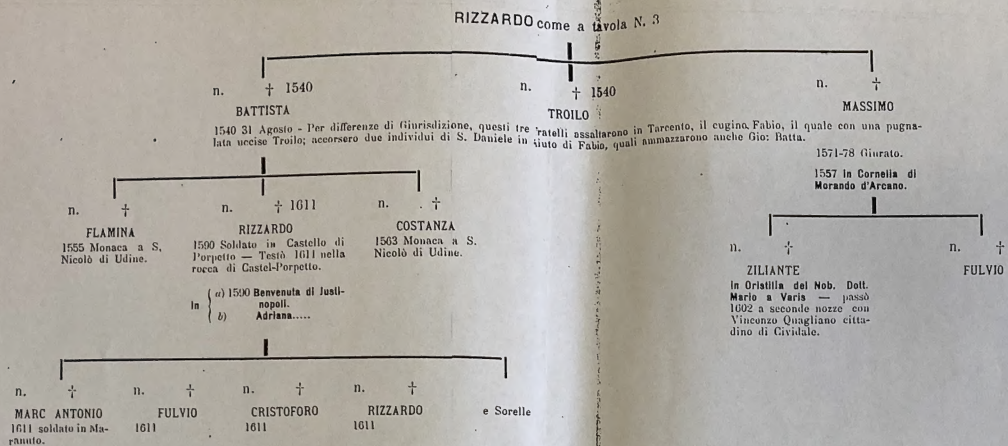 RIZZARDO come a tavola N. 3
n. † 1540
BATTISTA
n. † 1540
TROILO
n. †
MASSIMO
1540 31 Agosto - Per differenze di Giurisdizione, questi tre fratelli assaltarono in Tarcento, il cugino Fabio, il quale con una pugna-
lata uccise Troilo; accorsero due individui di S. Daniele in aiuto di Fabio, quali ammazzarono anche Gio: Batta.
1571-78 Giurato.
1557 in Cornelia di
Morando d'Arcano.
n. †
FLAMINA
1555 Monaca a S.
Nicolò di Udine.
n. † 1611
RIZZARDO
1590 Soldato in Castello di
Porpetto — Testò 1611 nella
rocca di Castel-Porpetto.
In
a) 1590 Benvenuta di Justi-
nopoli.
b) Adriana.....
n. †
COSTANZA
1563 Monaca a S.
Nicolò di Udine.
n. †
ZILIANTE
in Oristilla del Nob. Dott.
Mario a Varis — passò
1602 a seconde nozze con
Vincenzo Quagliano citta-
dino di Cividale.
n. †
FULVIO
n. †
MARC ANTONIO
1611 soldato in Ma-
ranuto.
n. †
FULVIO
1611
n. †
CRISTOFORO
1611
n. †
RIZZARDO
1611
e Sorelle